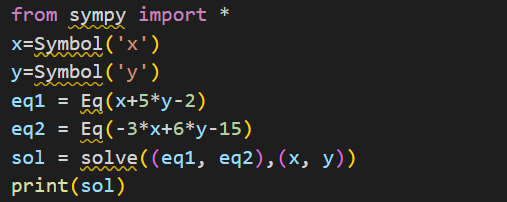 from sympy import *
x=Symbol('x')
y=Symbol('y')
eq1 = Eq(x+5*y-2)
eq2 = Eq(-3*x+6*y-15)
sol = solve((eq1, eq2),(x, y))
print(sol)